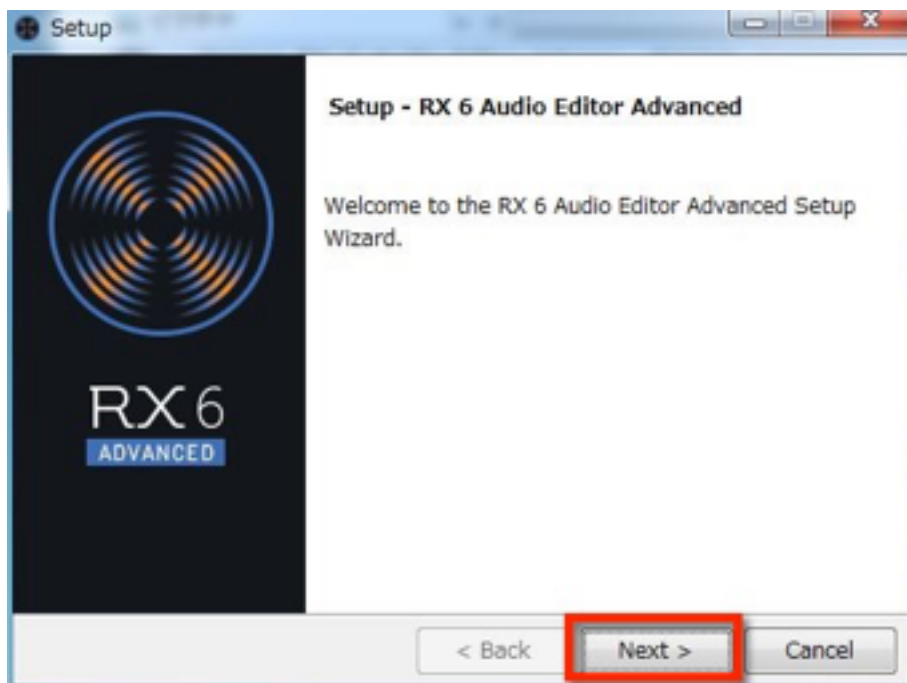 Setup
Setup - RX 6 Audio Editor Advanced
Welcome to the RX 6 Audio Editor Advanced Setup
Wizard.
RX 6
ADVANCED
< Back Next > Cancel